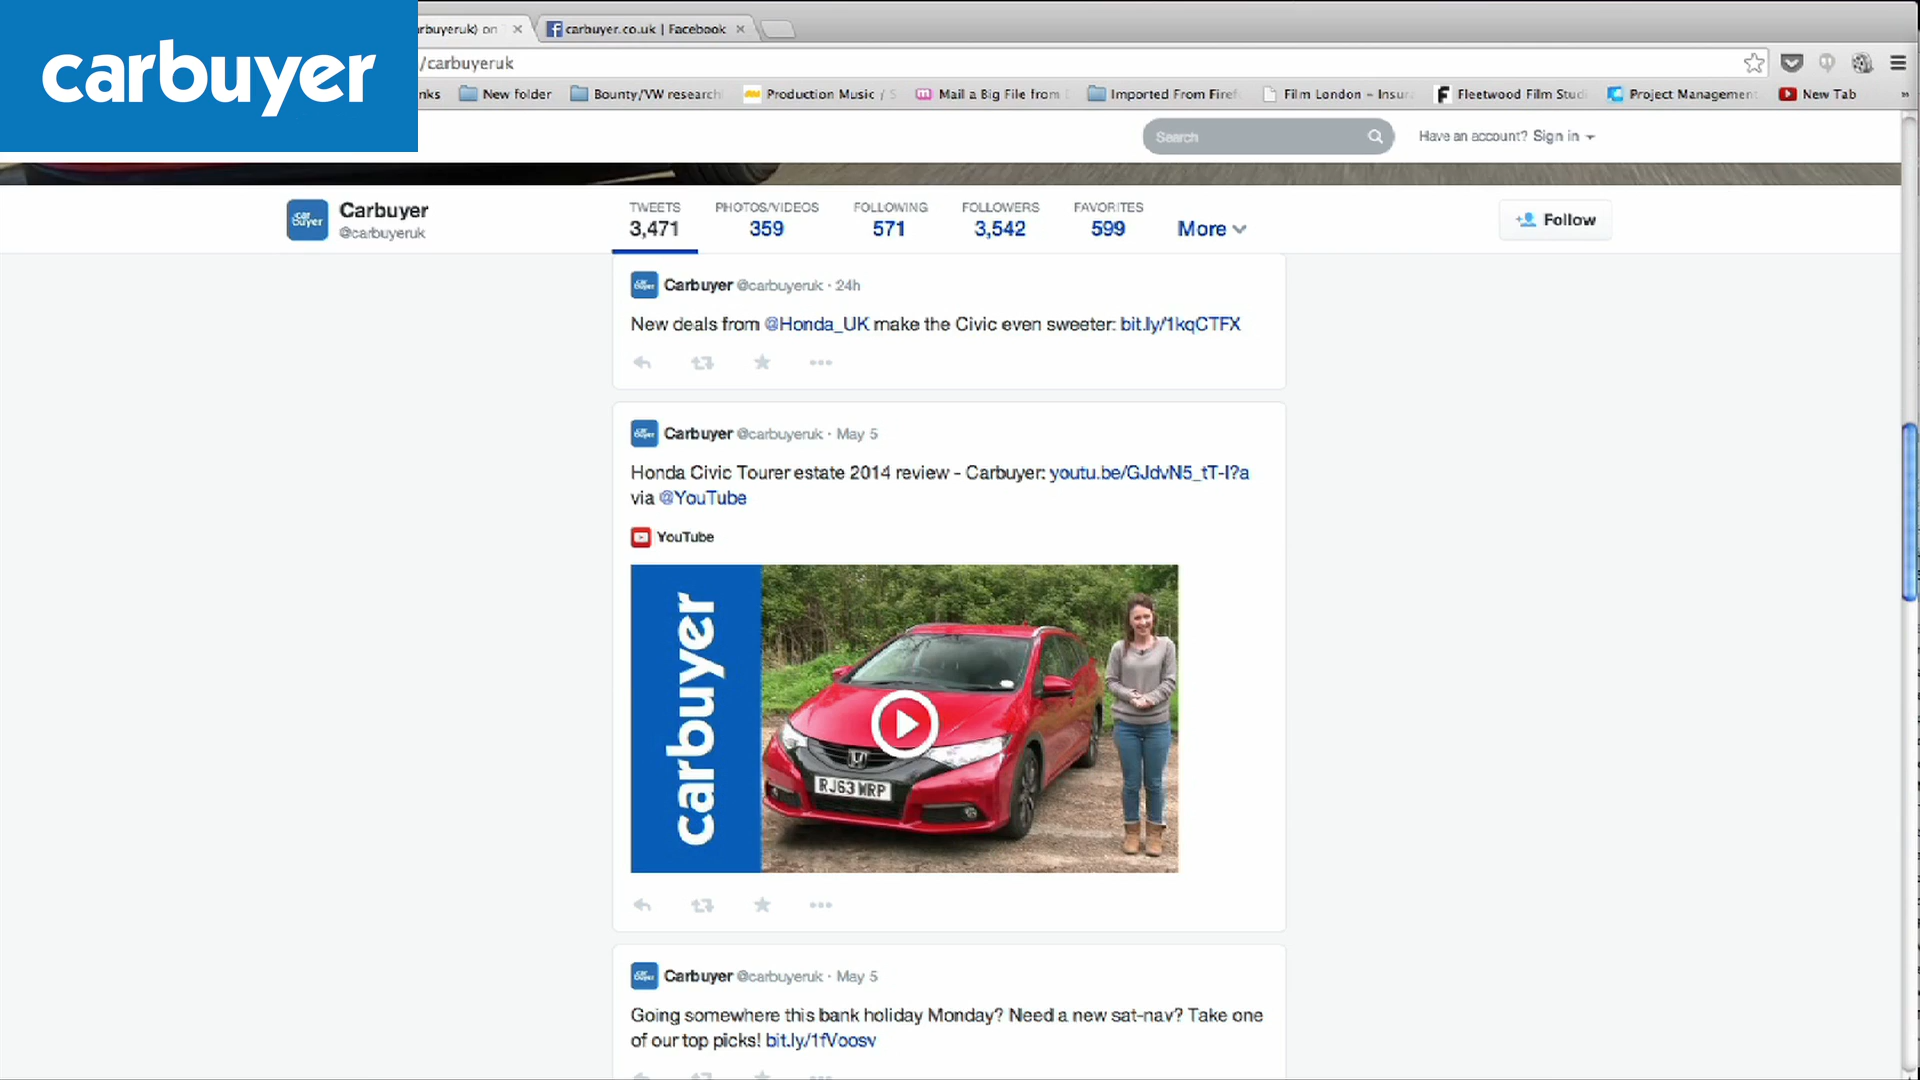 carbuyer
rbuyeruk) on
carbuyer.co.uk | Facebook
/carbuyeruk
nks
New folder
Bounty/VW research
Production Music / S
Mail a Big File from
Imported From Firef
Film London – Insur
Fleetwood Film Studi
Project Management
New Tab
Search
Have an account? Sign in
car buyer
Carbuyer
@carbuyeruk
TWEETS
3,471
PHOTOS/VIDEOS
359
FOLLOWING
571
FOLLOWERS
3,542
FAVORITES
599
More
Follow
Carbuyer @carbuyeruk · 24h
New deals from @Honda_UK make the Civic even sweeter: bit.ly/1kqCTFX
Carbuyer @carbuyeruk · May 5
Honda Civic Tourer estate 2014 review - Carbuyer: youtu.be/GJdvN5_tT-I?a
via @YouTube
YouTube
carbuyer
RJ63 WRP
Carbuyer @carbuyeruk · May 5
Going somewhere this bank holiday Monday? Need a new sat-nav? Take one
of our top picks! bit.ly/1fVoosv